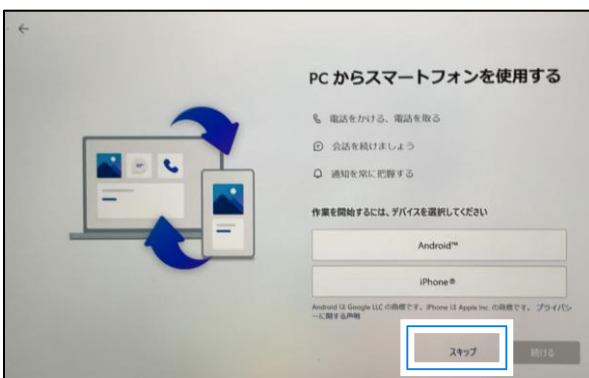 PC からスマートフォンを使用する
電話をかける、電話を取る
会話を続けましょう
通知を常に把握する
作業を開始するには、デバイスを選択してください
Android™
iPhone®
Android は Google LLC の商標です。iPhone は Apple Inc. の商標です。 プライバシ
ーに関する声明
スキップ
続ける